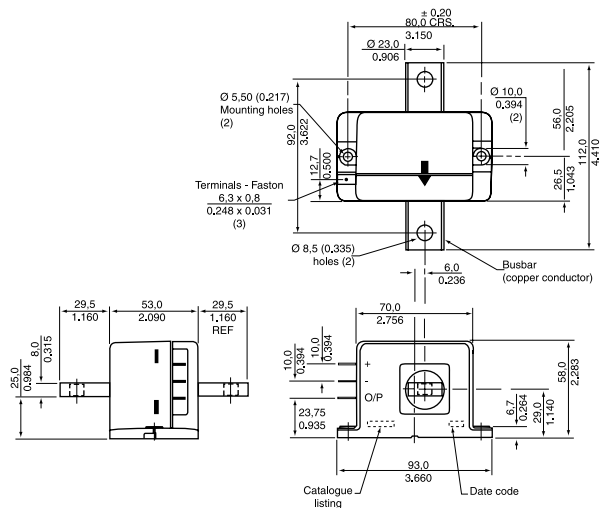 ± 0.20
80,0 CRS.
3.150
Ø 23,0
0.906
Ø 5,50 (0.217)
Mounting holes
(2)
92,0
3.622
Ø 10,0
0.394
(2)
56,0
2.205
112,0
4.410
12,7
0.500
26,5
1.043
Terminals - Faston
6,3 x 0,8
0.248 x 0.031
(3)
Ø 8,5 (0.335)
holes (2)
Busbar
(copper conductor)
6,0
0.236
29,5
1.160
53,0
2.090
29,5
1.160
REF
8,0
0.315
25,0
0.984
70,0
2.756
10,0
0.394
10,0
0.394
+
-
O/P
23,75
0.935
6,7
0.264
29,0
1.140
58,0
2.283
93,0
3.660
Catalogue
listing
Date code